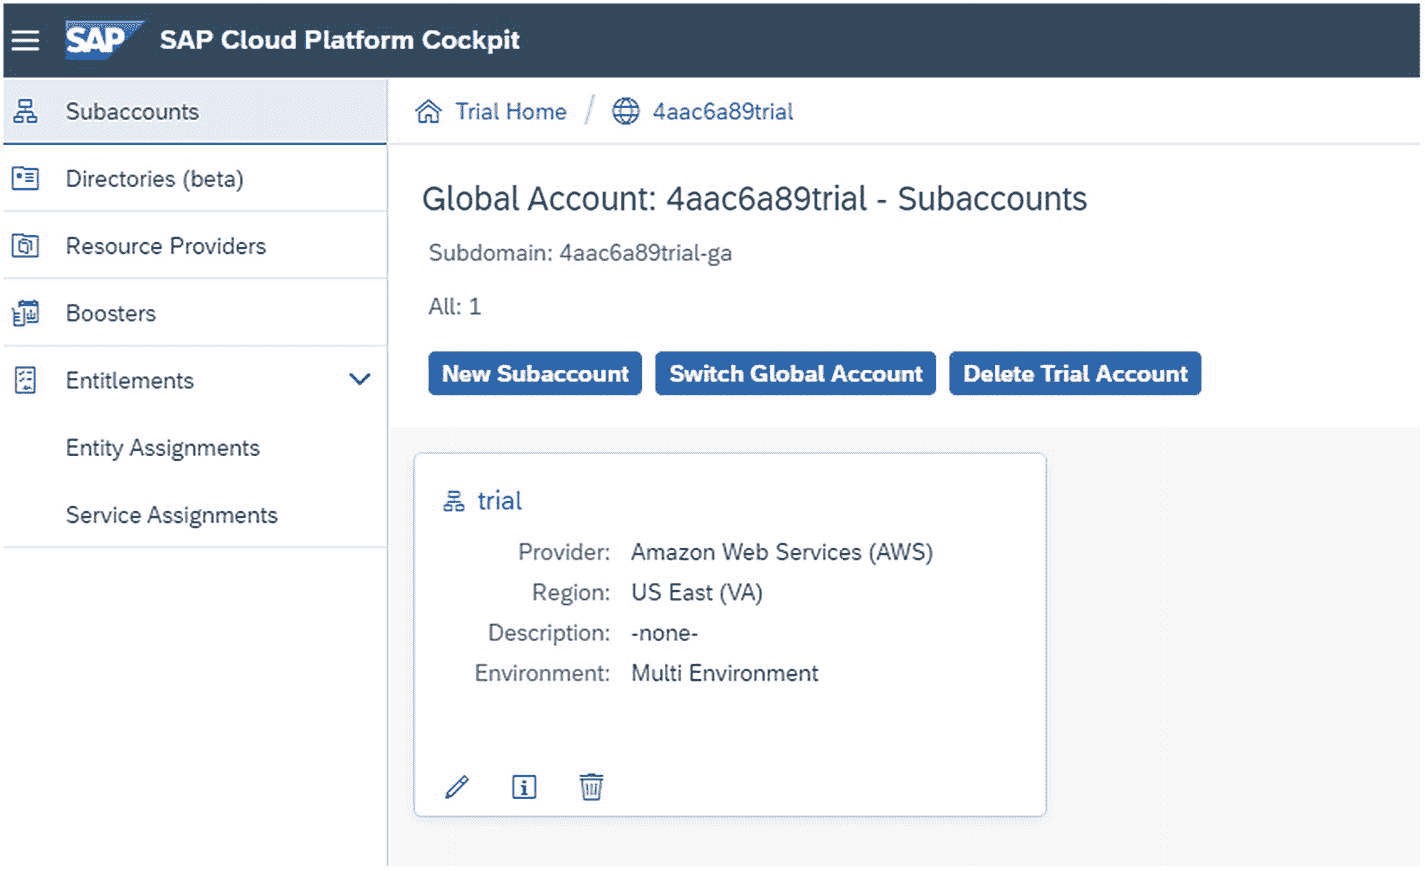 SAP SAP Cloud Platform Cockpit
Subaccounts
Directories (beta)
Resource Providers
Boosters
Entitlements
Entity Assignments
Service Assignments
Trial Home / 4aac6a89trial
Global Account: 4aac6a89trial - Subaccounts
Subdomain: 4aac6a89trial-ga
All: 1
New Subaccount Switch Global Account Delete Trial Account
trial
Provider: Amazon Web Services (AWS)
Region: US East (VA)
Description: -none-
Environment: Multi Environment